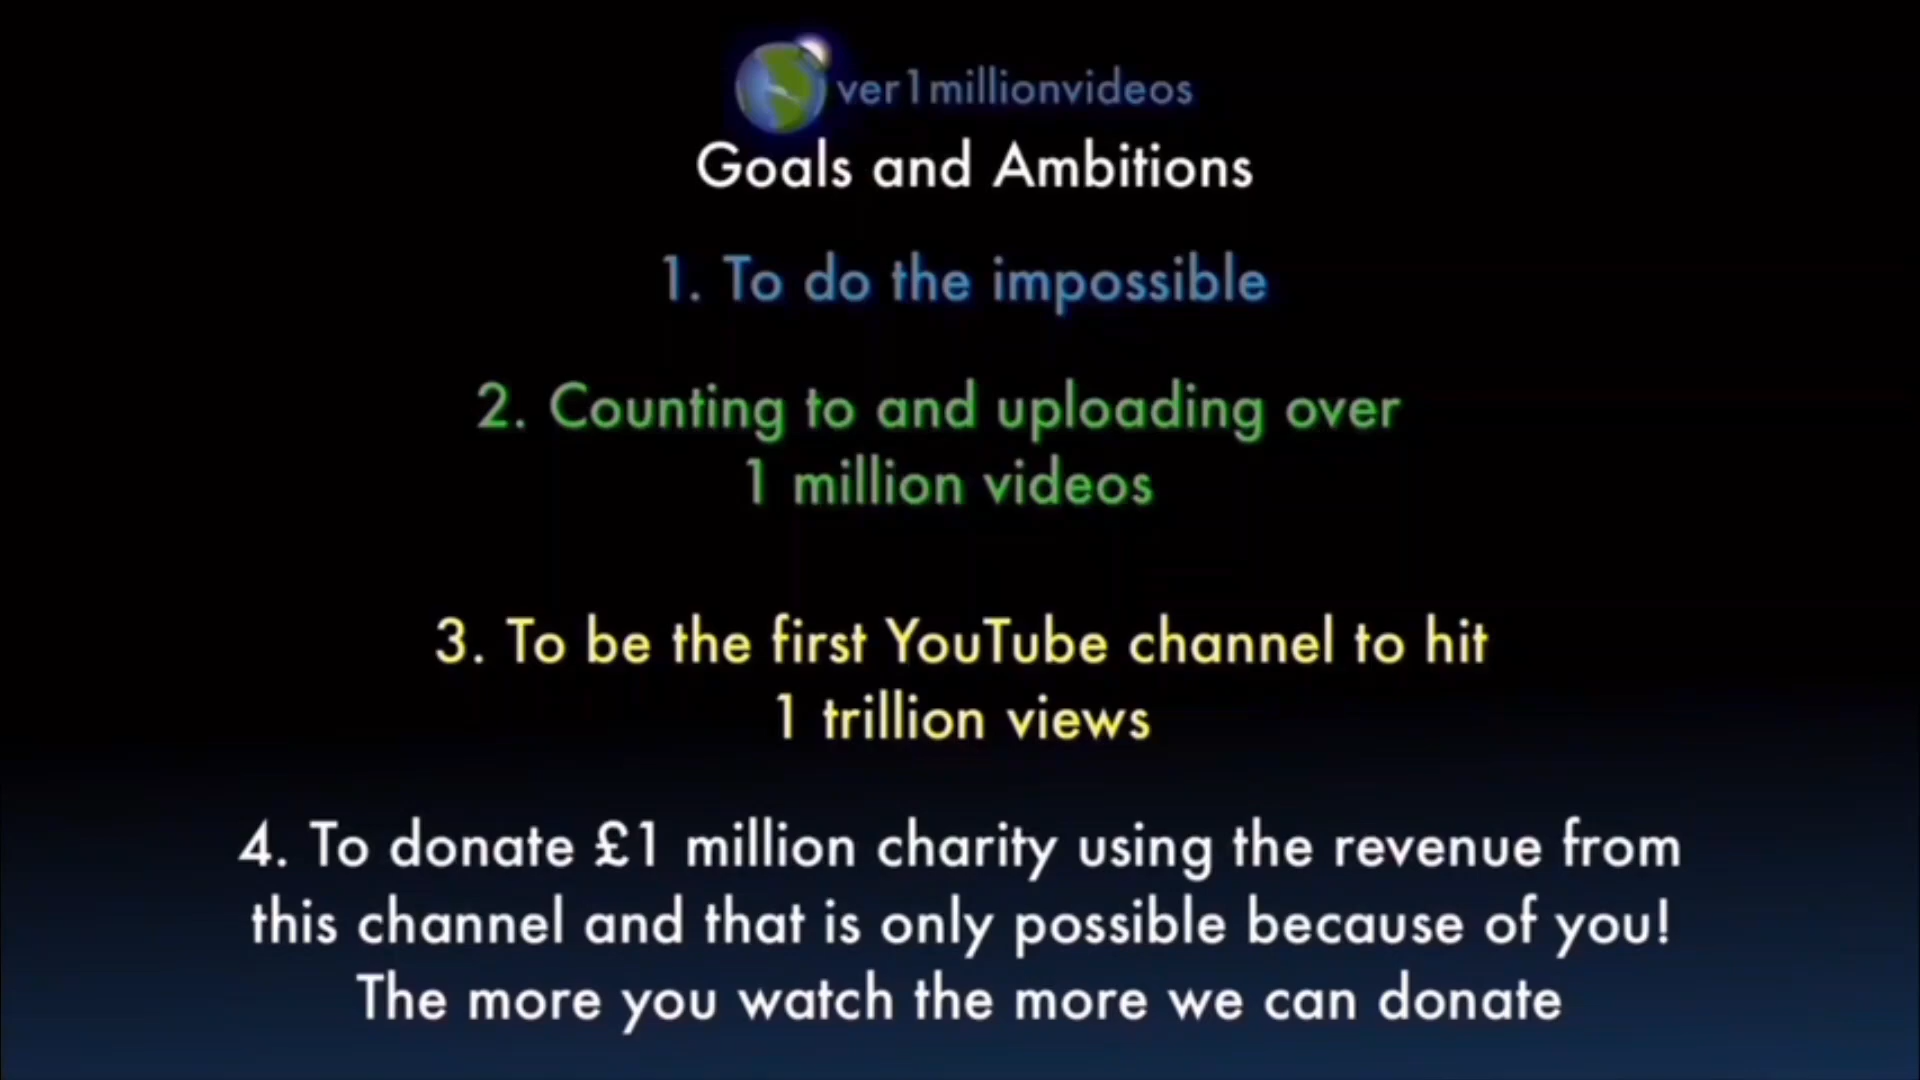 ver1millionvideos
Goals and Ambitions
1. To do the impossible
2. Counting to and uploading over
1 million videos
3. To be the first YouTube channel to hit
1 trillion views
4. To donate £1 million charity using the revenue from
this channel and that is only possible because of you!
The more you watch the more we can donate